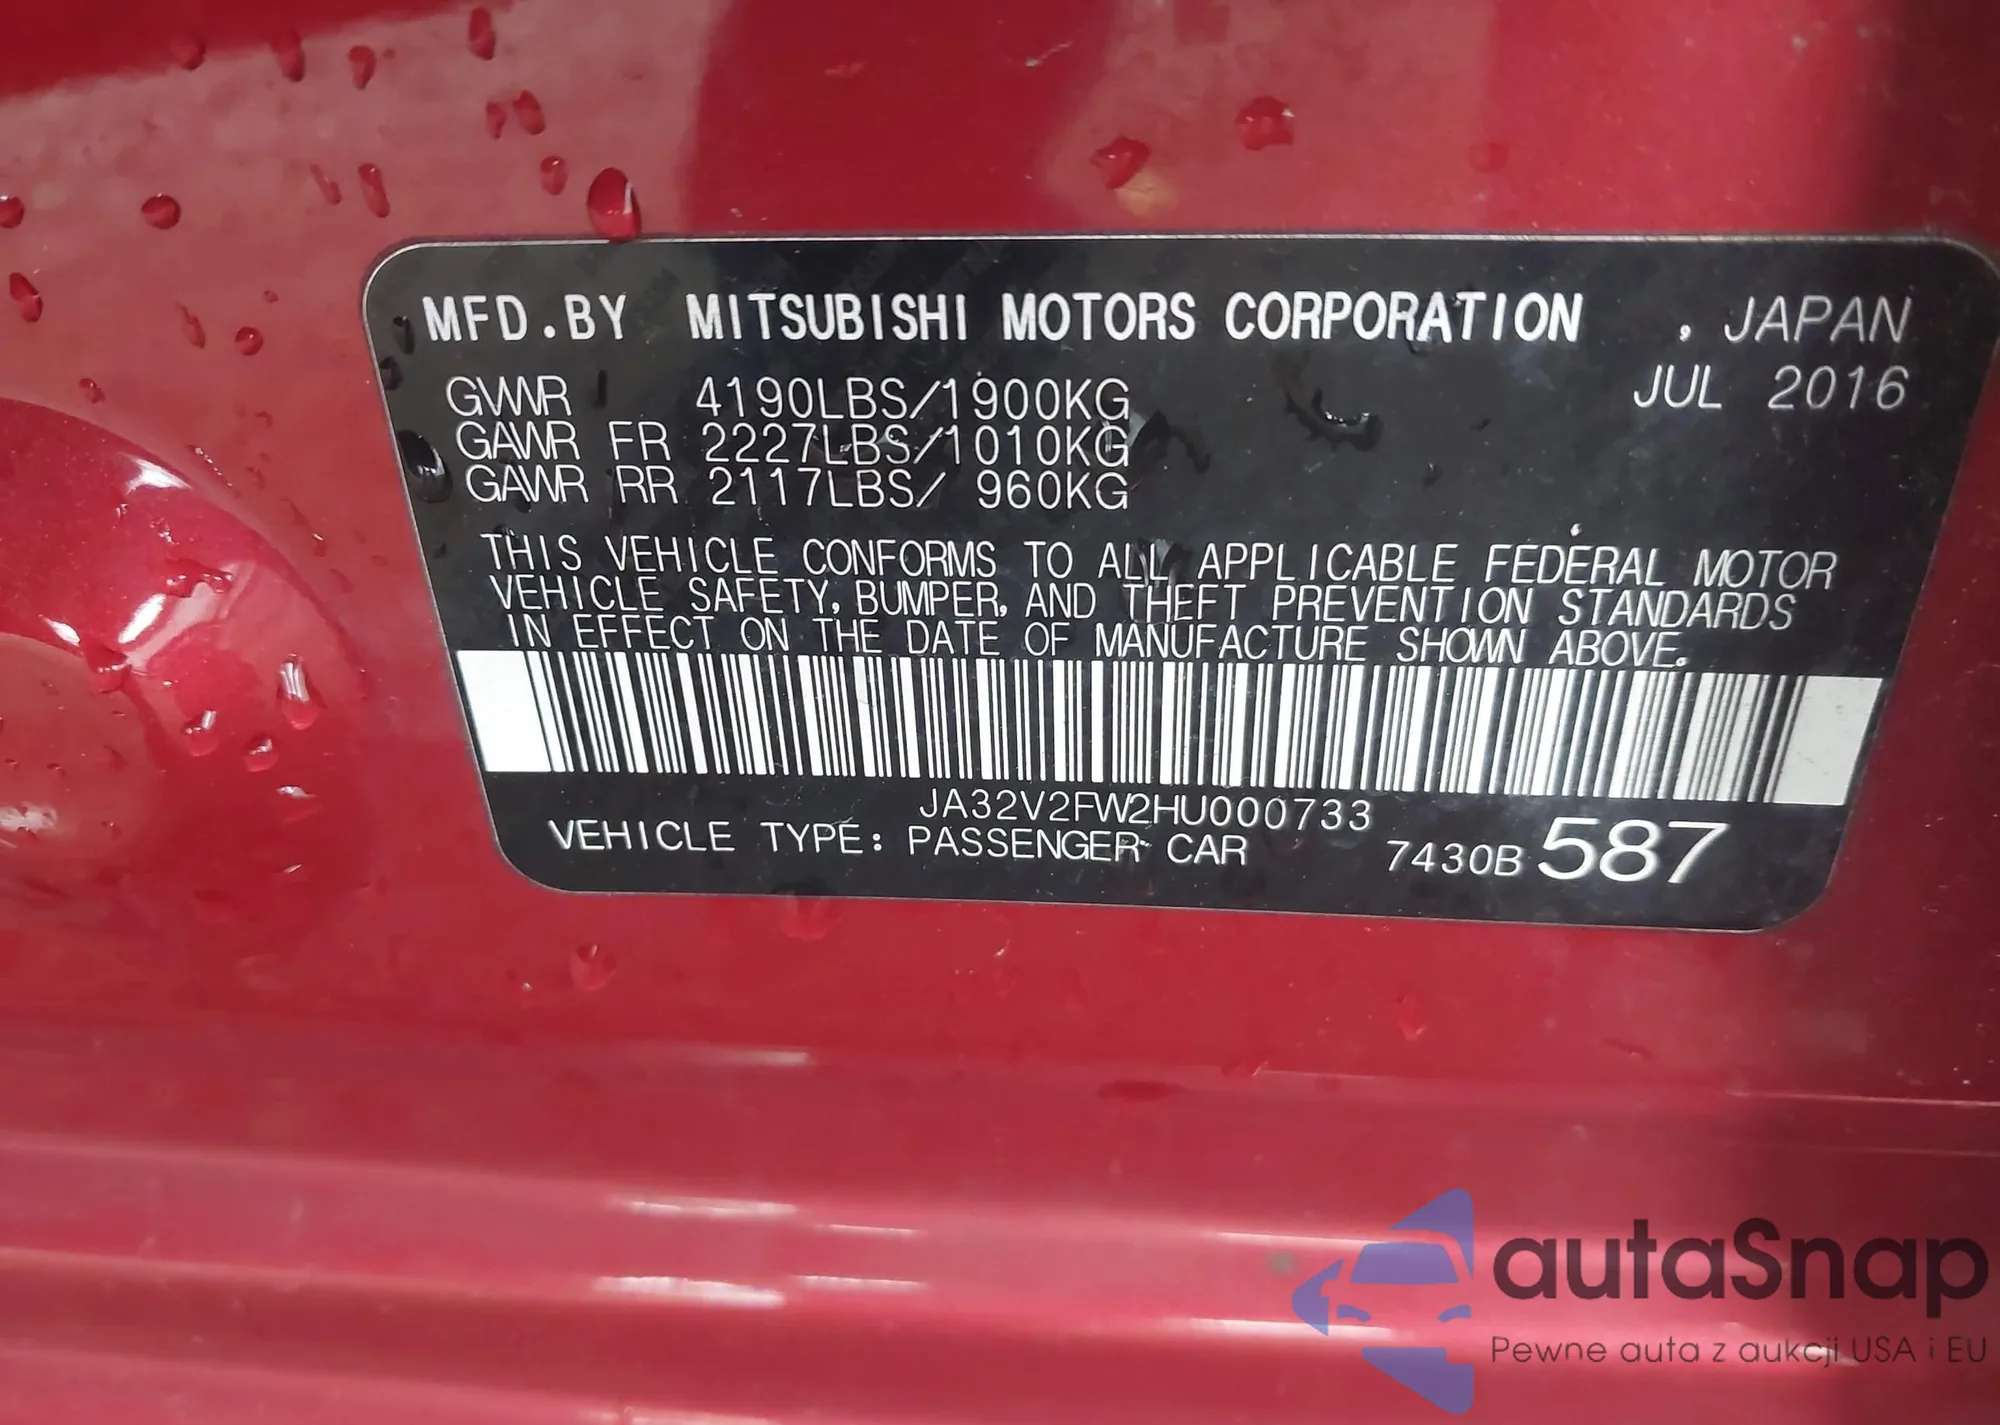 MFD.BY MITSUBISHI MOTORS CORPORATION , JAPAN
JUL 2016
GVWR 4190LBS/1900KG
GAWR FR 2227LBS/1010KG
GAWR RR 2117LBS/ 960KG
THIS VEHICLE CONFORMS TO ALL APPLICABLE FEDERAL MOTOR
VEHICLE SAFETY, BUMPER, AND THEFT PREVENTION STANDARDS
IN EFFECT ON THE DATE OF MANUFACTURE SHOWN ABOVE.
JA32V2FW2HU000733
VEHICLE TYPE: PASSENGER CAR 7430B 587
autaSnap
Pewne auta z aukcji USA i EU